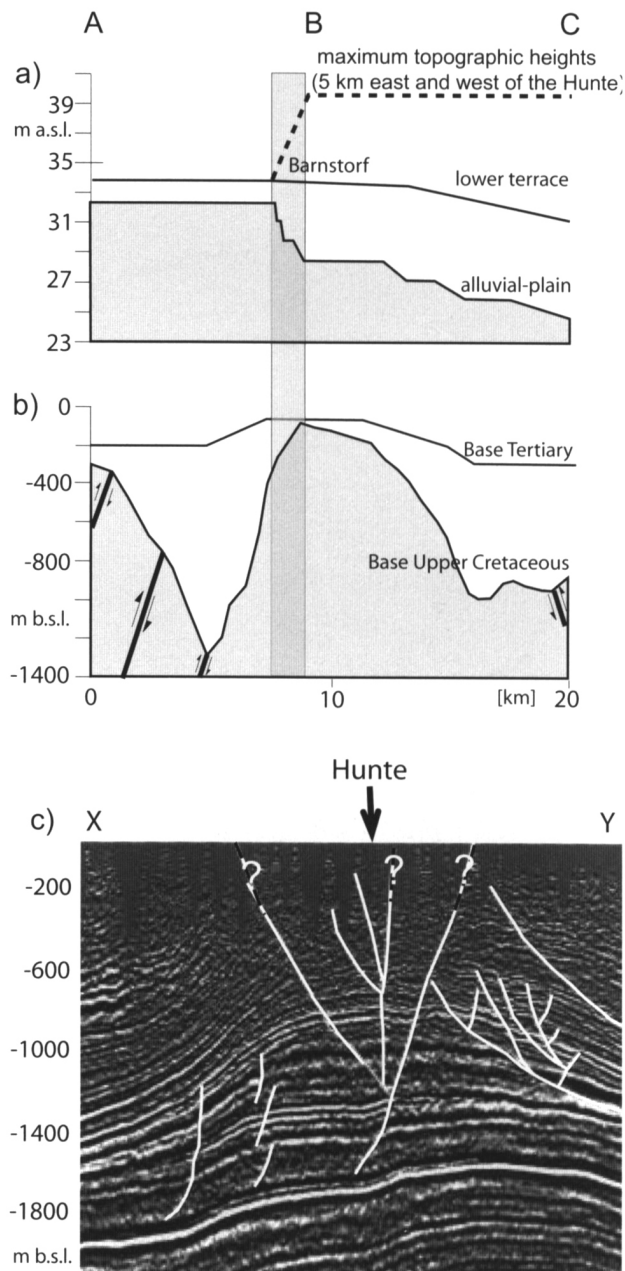 A B C
a)
maximum topographic heights
(5 km east and west of the Hunte)
39
m a.s.l.
35
Barnstorf
lower terrace
31
27
alluvial-plain
23
b)
0
Base Tertiary
-400
-800
Base Upper Cretaceous
m b.s.l.
-1400
0 10 [km] 20
Hunte
c) X Y
? ? ?
-200
-600
-1000
-1400
-1800
m b.s.l.